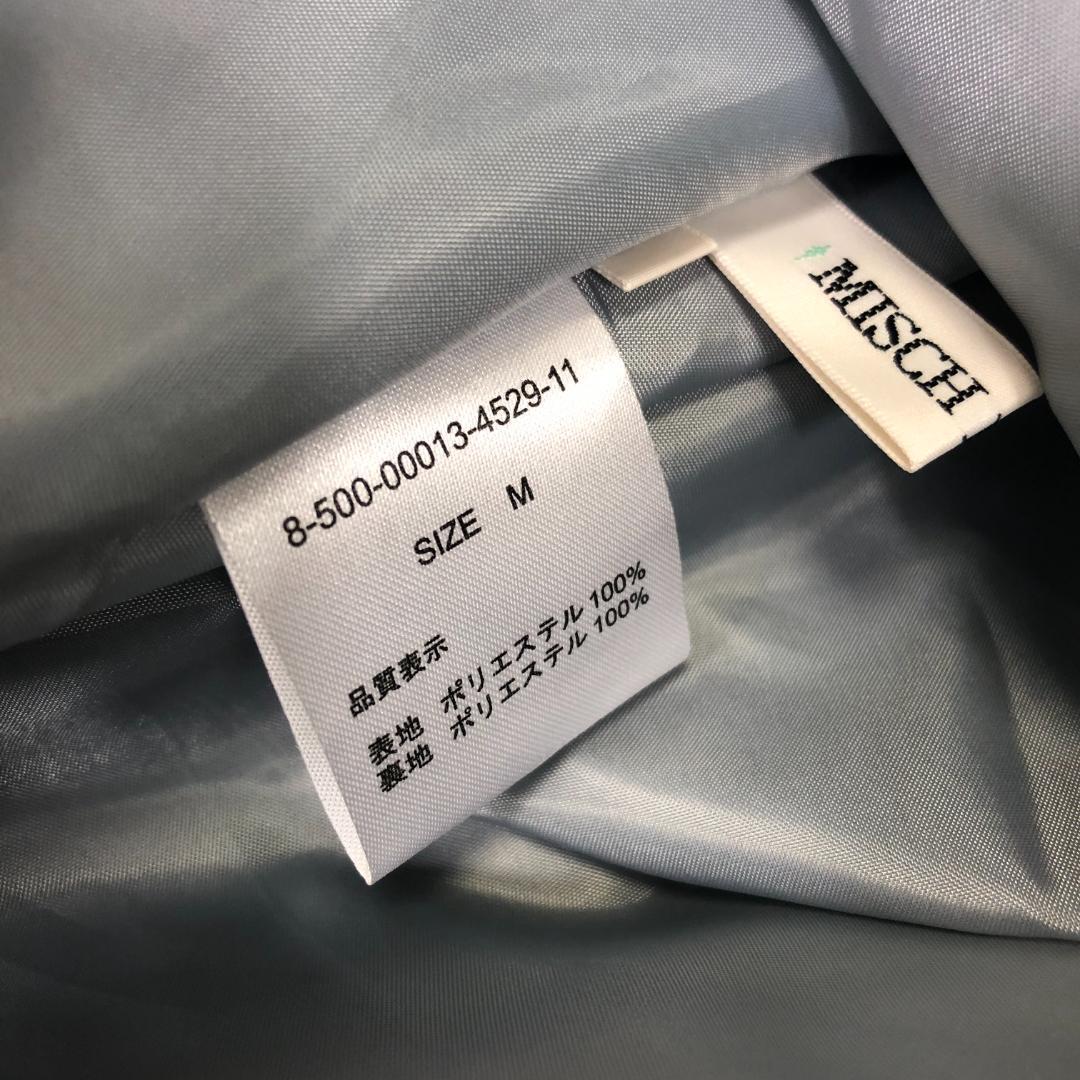 MISCH
8-500-00013-4529-11
SIZE M
品質表示
表地 ポリエステル 100%
裏地 ポリエステル 100%